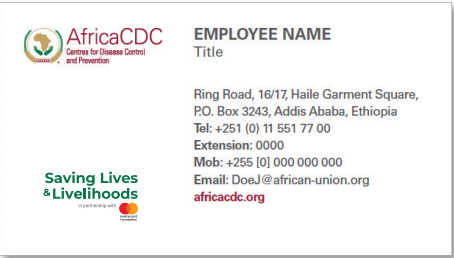 AfricaCDC
Centres for Disease Control
and Prevention
EMPLOYEE NAME
Title
Ring Road, 16/17, Haile Garment Square,
P.O. Box 3243, Addis Ababa, Ethiopia
Tel: +251 (0) 11 551 77 00
Extension: 0000
Mob: +255 [0] 000 000 000
Email: DoeJ@african-union.org
africacdc.org
Saving Lives
& Livelihoods
in partnership with
mastercard
foundation